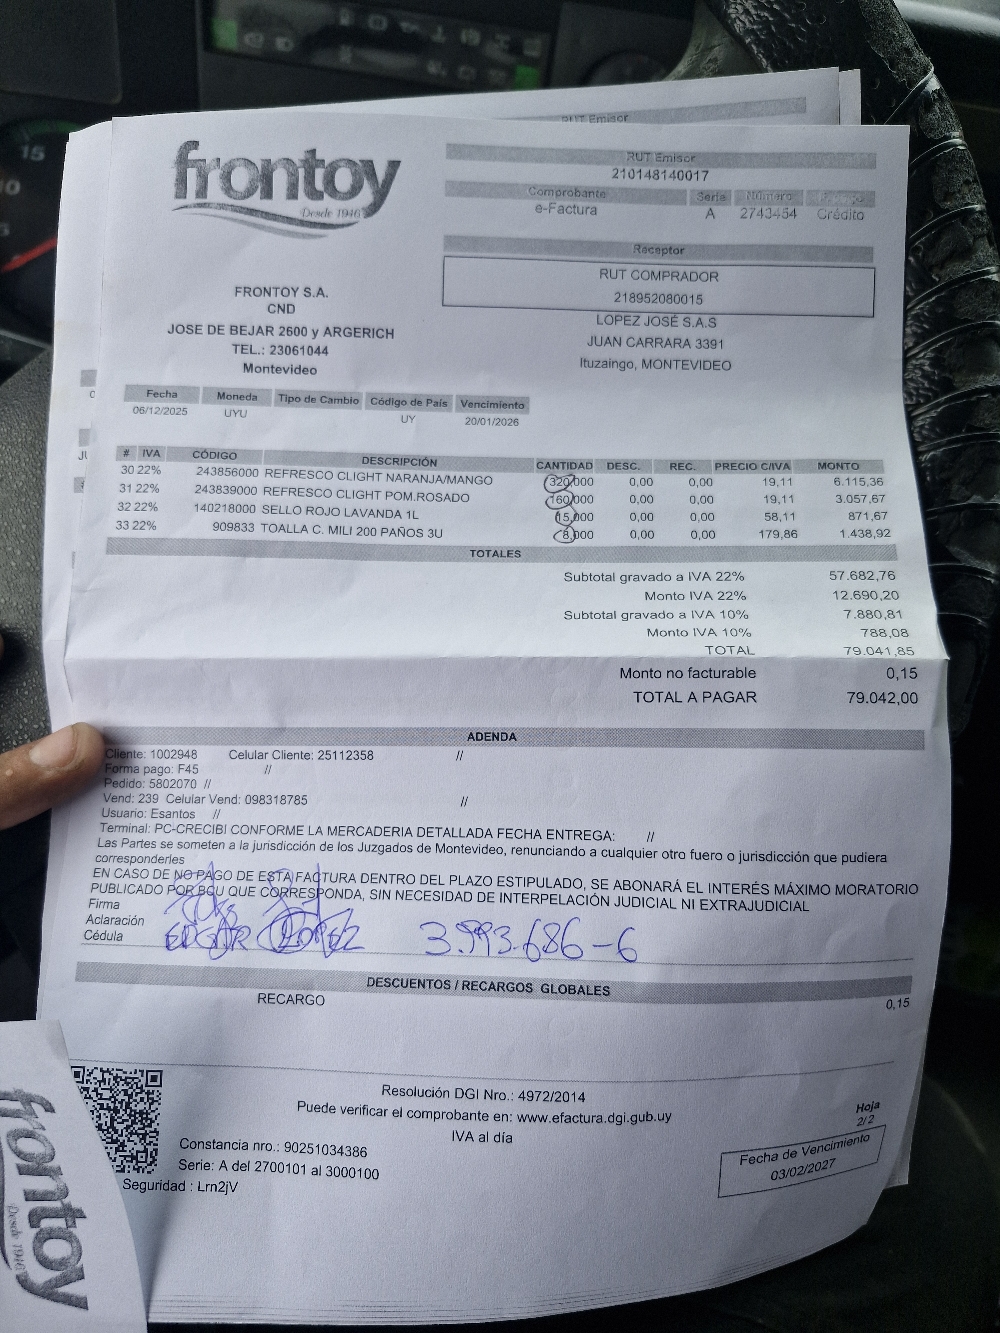 RUT Emisor
frontoy
Desde 1946
RUT Emisor
210148140017
Comprobante Serie Número
e-Factura A 2743454 Crédito
Receptor
RUT COMPRADOR
218952080015
LOPEZ JOSÉ S.A.S
JUAN CARRARA 3391
Ituzaingo, MONTEVIDEO
FRONTOY S.A.
CND
JOSE DE BEJAR 2600 y ARGERICH
TEL.: 23061044
Montevideo
Fecha Moneda Tipo de Cambio Código de País Vencimiento
06/12/2025 UYU UY 20/01/2026
# IVA CÓDIGO DESCRIPCIÓN CANTIDAD DESC. REC. PRECIO C/IVA MONTO
30 22% 243856000 REFRESCO CLIGHT NARANJA/MANGO 320,000 0,00 0,00 19,11 6.115,36
31 22% 243839000 REFRESCO CLIGHT POM.ROSADO 160,000 0,00 0,00 19,11 3.057,67
32 22% 140218000 SELLO ROJO LAVANDA 1L 15,000 0,00 0,00 58,11 871,67
33 22% 909833 TOALLA C. MILI 200 PAÑOS 3U 8,000 0,00 0,00 179,86 1.438,92
TOTALES
Subtotal gravado a IVA 22% 57.682,76
Monto IVA 22% 12.690,20
Subtotal gravado a IVA 10% 7.880,81
Monto IVA 10% 788,08
TOTAL 79.041,85
Monto no facturable 0,15
TOTAL A PAGAR 79.042,00
ADENDA
Cliente: 1002948 Celular Cliente: 25112358 //
Forma pago: F45 //
Pedido: 5802070 //
Vend: 239 Celular Vend: 098318785 //
Usuario: Esantos //
Terminal: PC-CRECIBI CONFORME LA MERCADERIA DETALLADA FECHA ENTREGA: //
Las Partes se someten a la jurisdicción de los Juzgados de Montevideo, renunciando a cualquier otro fuero o jurisdicción que pudiera
corresponderles
EN CASO DE NO PAGO DE ESTA FACTURA DENTRO DEL PLAZO ESTIPULADO, SE ABONARÁ EL INTERÉS MÁXIMO MORATORIO
PUBLICADO POR BCU QUE CORRESPONDA, SIN NECESIDAD DE INTERPELACIÓN JUDICIAL NI EXTRAJUDICIAL
Firma
Aclaración
Cédula EDGAR LOPEZ 3.993.686-6
DESCUENTOS / RECARGOS GLOBALES
RECARGO 0,15
Resolución DGI Nro.: 4972/2014
Puede verificar el comprobante en: www.efactura.dgi.gub.uy
IVA al día
Constancia nro.: 90251034386
Serie: A del 2700101 al 3000100
Seguridad : Lrn2jV
Hoja
2/2
Fecha de Vencimiento
03/02/2027
frontoy
Desde 1946
15